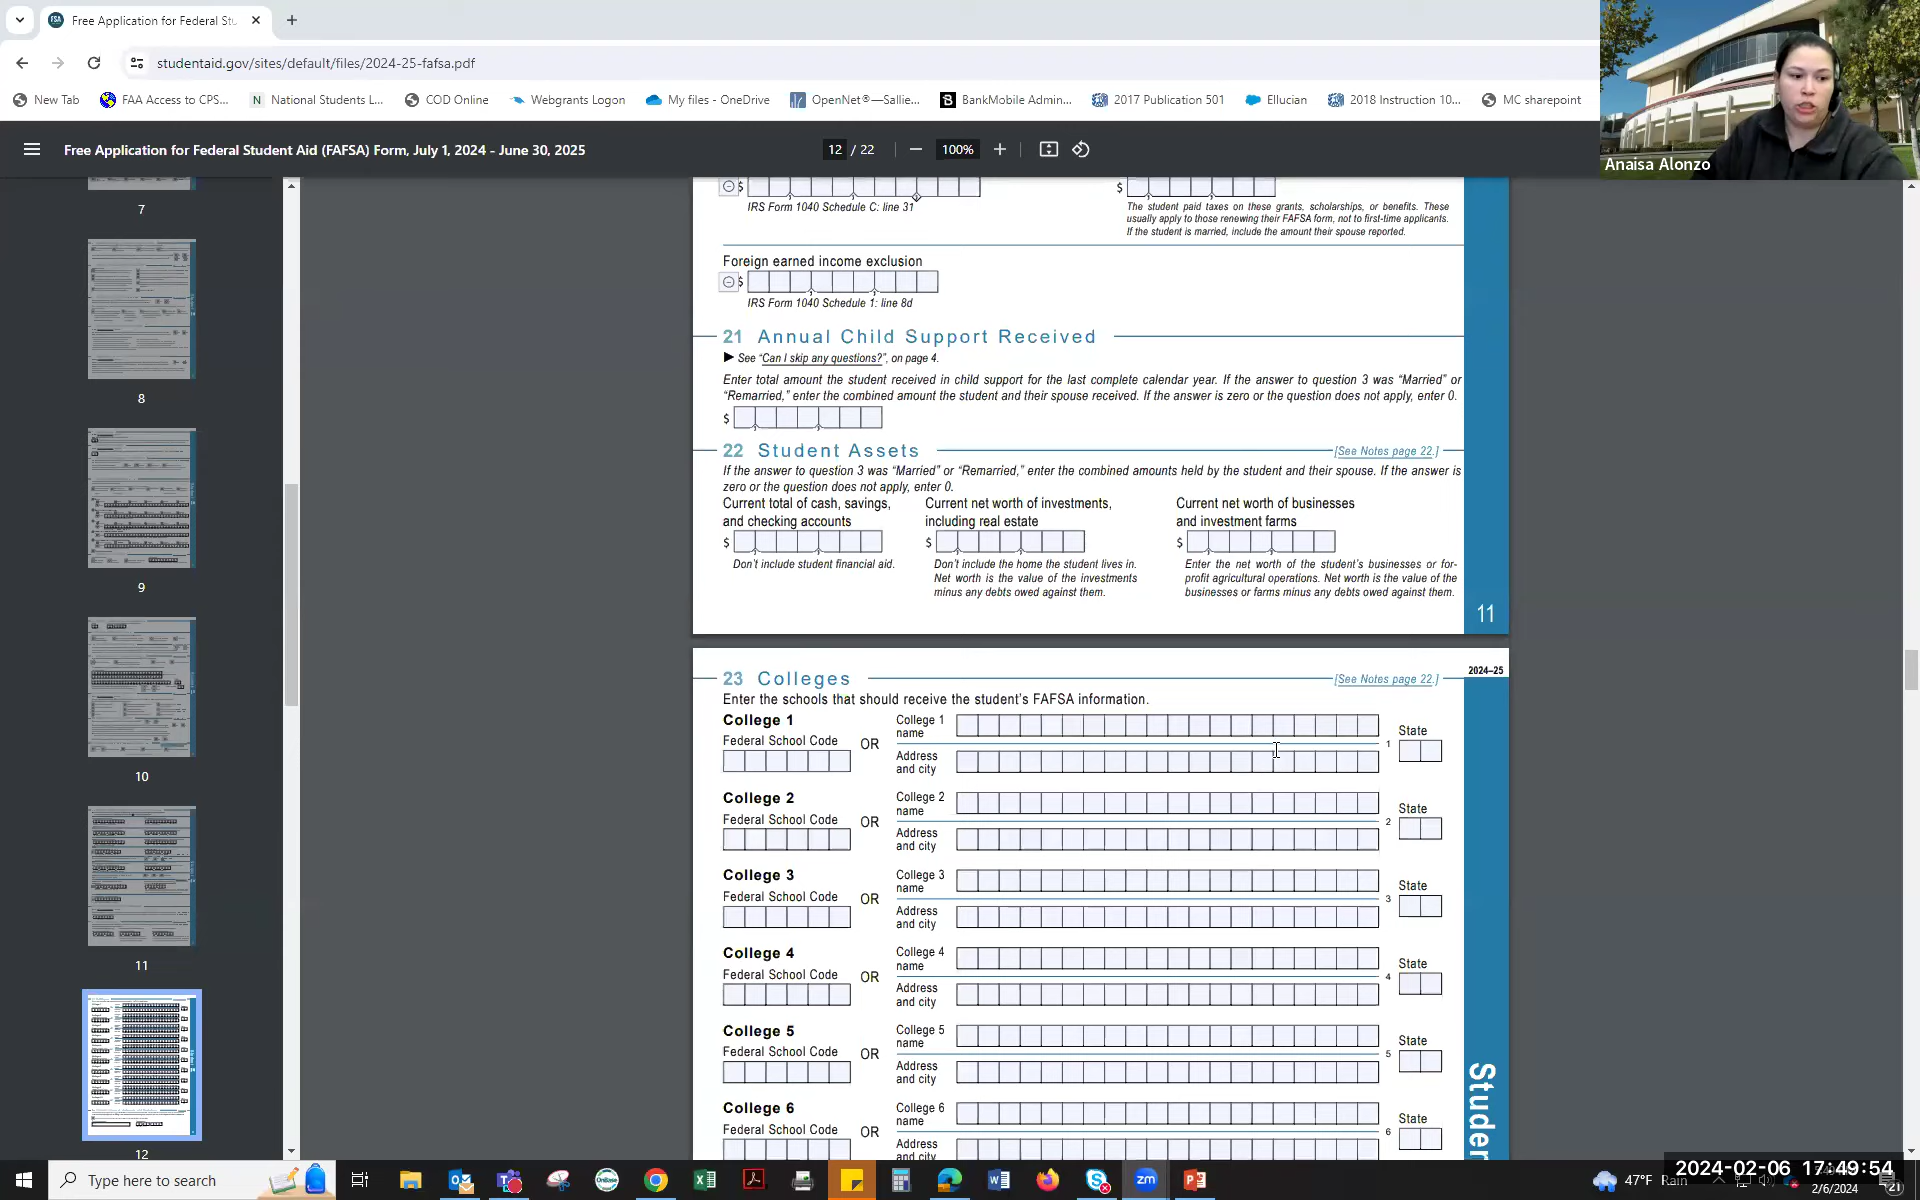 Free Application for Federal Stu
studentaid.gov/sites/default/files/2024-25-fafsa.pdf
New Tab
FAA Access to CPS...
National Students L...
COD Online
Webgrants Logon
My files - OneDrive
OpenNet®—Sallie...
BankMobile Admin...
2017 Publication 501
Ellucian
2018 Instruction 10...
MC sharepoint
Anaisa Alonzo
Free Application for Federal Student Aid (FAFSA) Form, July 1, 2024 - June 30, 2025
12 / 22
100%
7
8
9
10
11
12
$
IRS Form 1040 Schedule C: line 31
$
The student paid taxes on these grants, scholarships, or benefits. These
usually apply to those renewing their FAFSA form, not to first-time applicants.
If the student is married, include the amount their spouse reported.
Foreign earned income exclusion
$
IRS Form 1040 Schedule 1: line 8d
21 Annual Child Support Received
See “Can I skip any questions?”, on page 4.
Enter total amount the student received in child support for the last complete calendar year. If the answer to question 3 was “Married” or
“Remarried,” enter the combined amount the student and their spouse received. If the answer is zero or the question does not apply, enter 0.
$
22 Student Assets
[See Notes page 22.]
If the answer to question 3 was “Married” or “Remarried,” enter the combined amounts held by the student and their spouse. If the answer is
zero or the question does not apply, enter 0.
Current total of cash, savings,
and checking accounts
$
Don’t include student financial aid.
Current net worth of investments,
including real estate
$
Don’t include the home the student lives in.
Net worth is the value of the investments
minus any debts owed against them.
Current net worth of businesses
and investment farms
$
Enter the net worth of the student’s businesses or for-
profit agricultural operations. Net worth is the value of the
businesses or farms minus any debts owed against them.
11
2024–25
23 Colleges
[See Notes page 22.]
Enter the schools that should receive the student’s FAFSA information.
College 1
Federal School Code
OR
College 1
name
Address
and city
1
State
College 2
Federal School Code
OR
College 2
name
Address
and city
2
State
College 3
Federal School Code
OR
College 3
name
Address
and city
3
State
College 4
Federal School Code
OR
College 4
name
Address
and city
4
State
College 5
Federal School Code
OR
College 5
name
Address
and city
5
State
College 6
Federal School Code
OR
College 6
name
Address
and city
6
State
Studen
Type here to search
47°F Rain
2024-02-06 17:49:54
2/6/2024
21